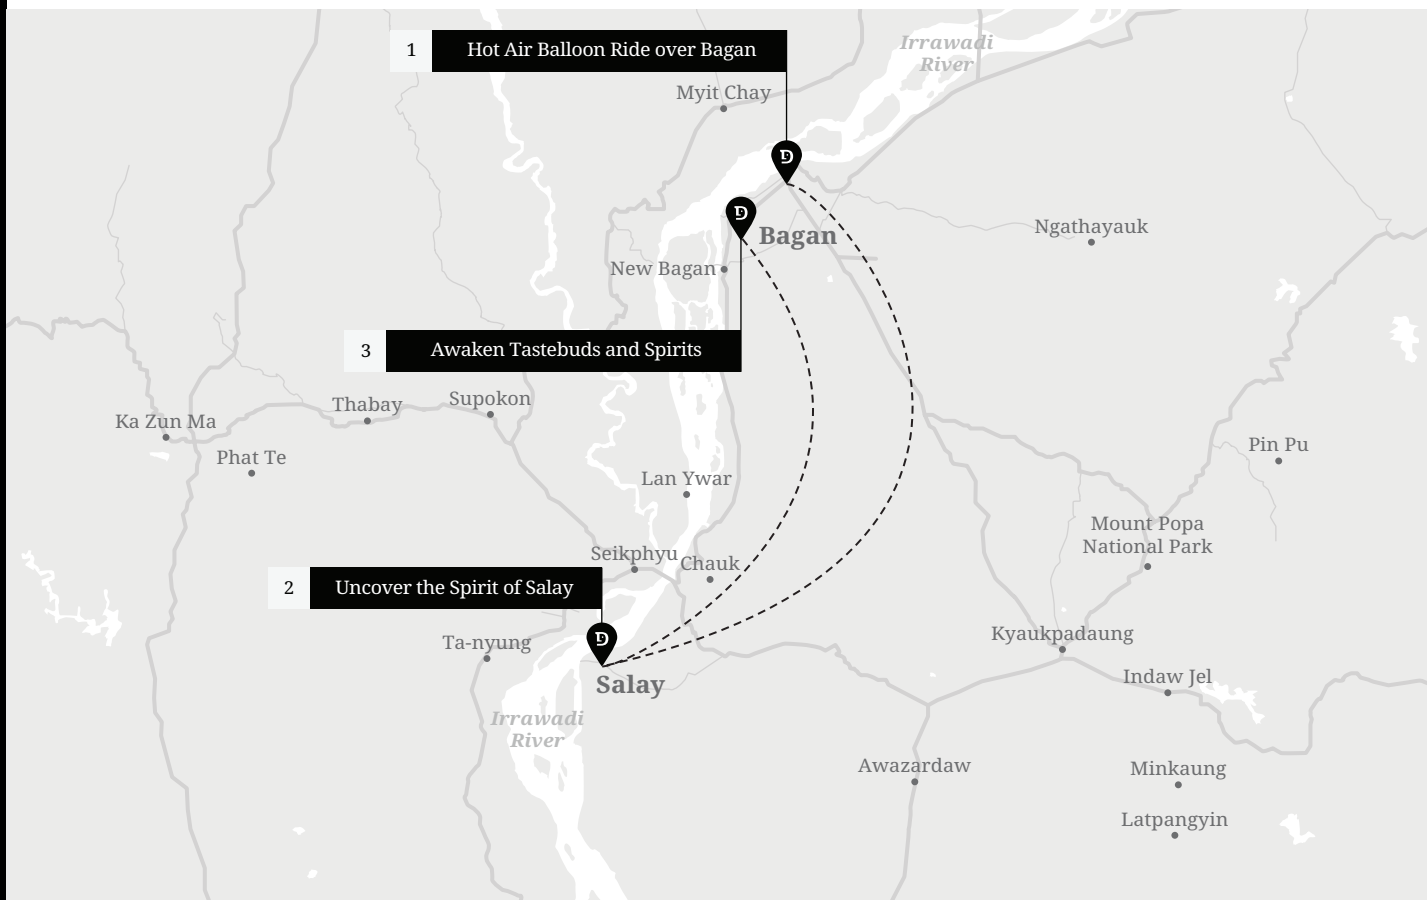 1 Hot Air Balloon Ride over Bagan
Irrawadi
River
Myit Chay
D
D
Bagan
Ngathayauk
New Bagan
3 Awaken Tastebuds and Spirits
Supokon
Thabay
Ka Zun Ma
Phat Te
Pin Pu
Lan Ywar
Mount Popa
National Park
Seikphyu
Chauk
2 Uncover the Spirit of Salay
D
Ta-nyung
Kyaukpadaung
Indaw Jel
Salay
Irrawadi
River
Awazardaw
Minkaung
Latpangyin